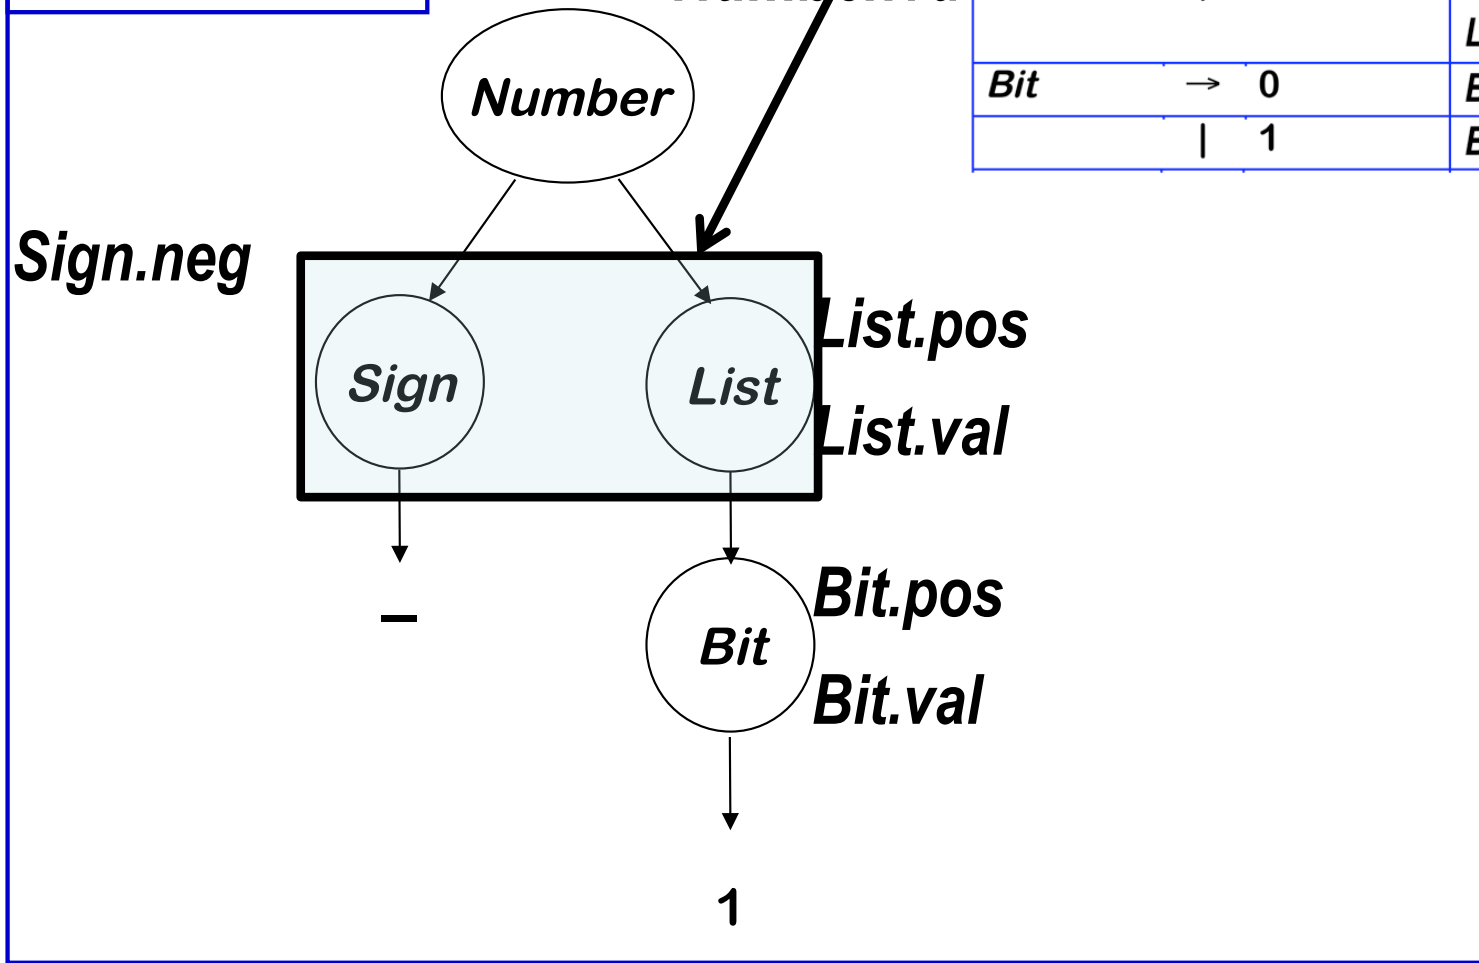 Number
Bit → 0
| 1
Sign.neg
List.pos
Sign
List
List.val
–
Bit.pos
Bit
Bit.val
1